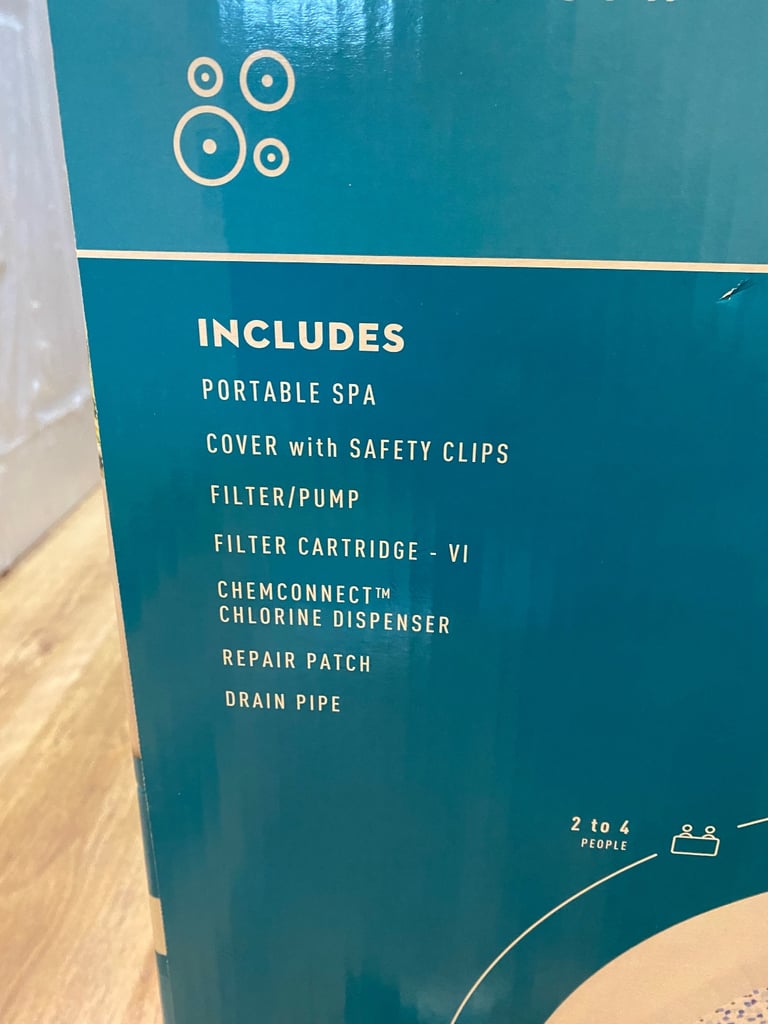 INCLUDES
PORTABLE SPA
COVER with SAFETY CLIPS
FILTER/PUMP
FILTER CARTRIDGE - VI
CHEMCONNECT™
CHLORINE DISPENSER
REPAIR PATCH
DRAIN PIPE
2 to 4
PEOPLE